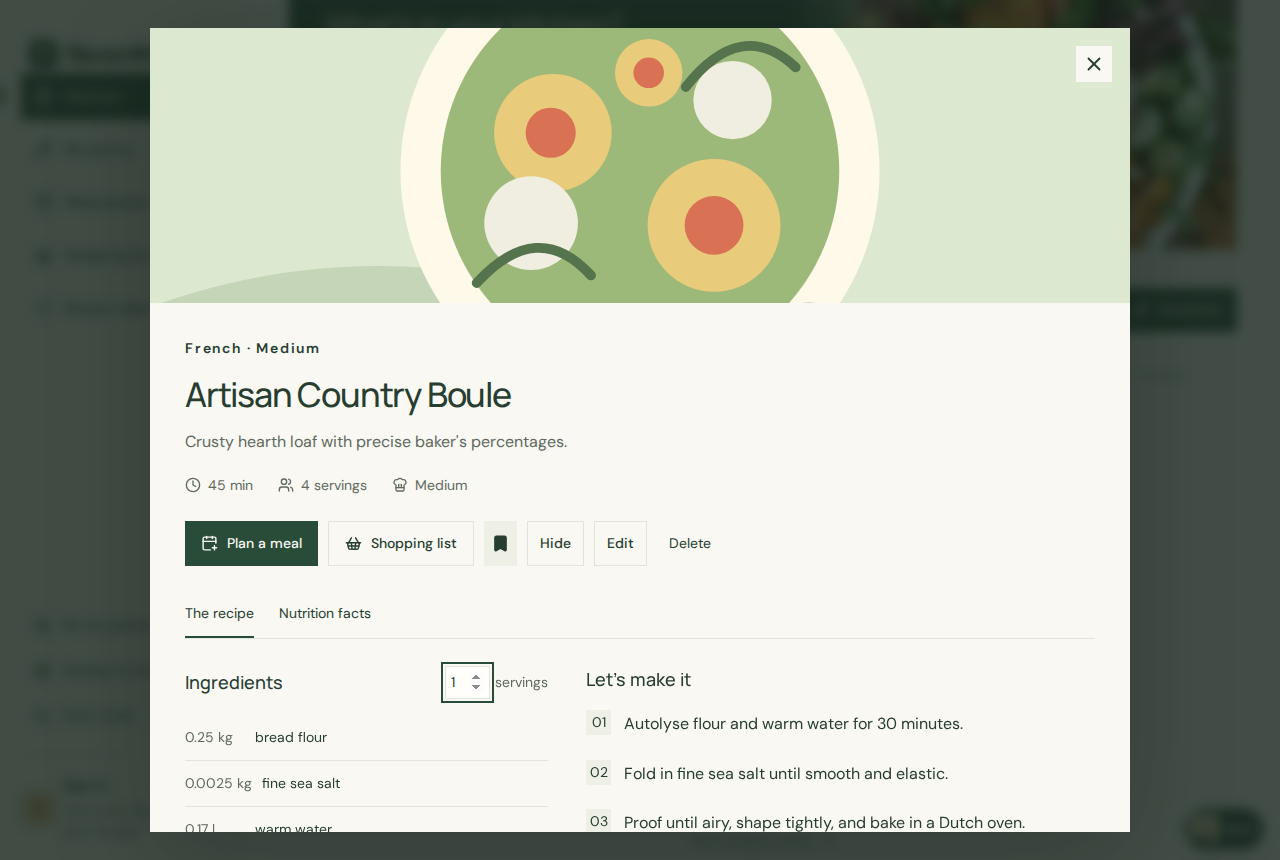 French · Medium
Artisan Country Boule
Crusty hearth loaf with precise baker's percentages.
45 min 4 servings Medium
Plan a meal Shopping list Hide Edit Delete
The recipe Nutrition facts
Ingredients 1 servings
0.25 kg bread flour
0.0025 kg fine sea salt
0.17 l warm water
Let's make it
01 Autolyse flour and warm water for 30 minutes.
02 Fold in fine sea salt until smooth and elastic.
03 Proof until airy, shape tightly, and bake in a Dutch oven.